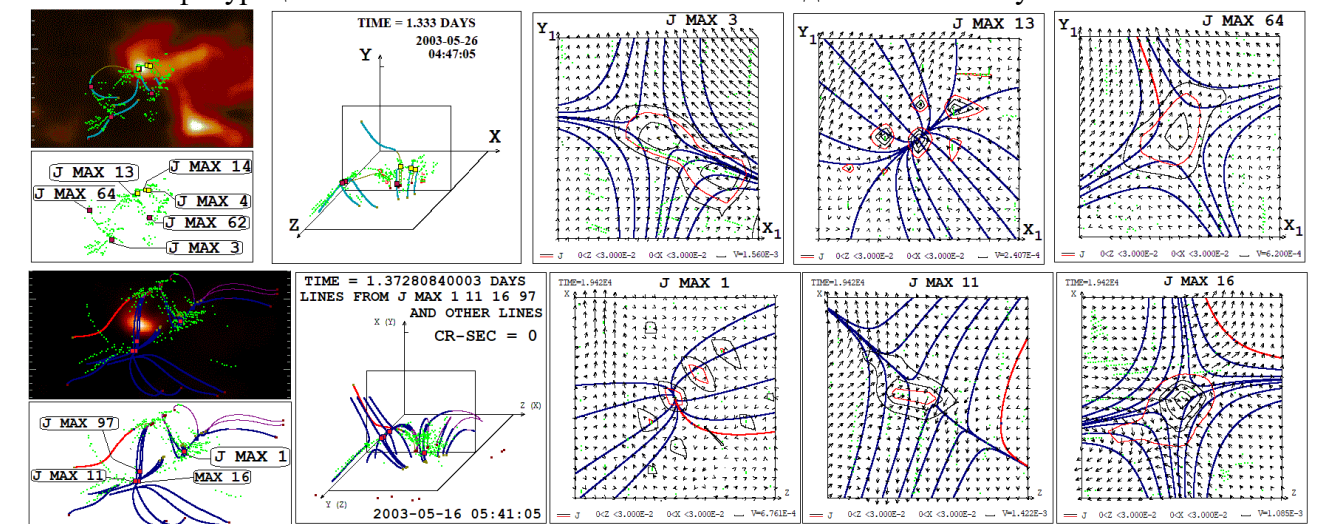 TIME = 1.333 DAYS
2003-05-26
04:47:05
Y
X
Z
J MAX 3
Y1
X1
J 0<Z <3.000E-2 0<X <3.000E-2 V=1.560E-3
J MAX 13
Y1
X1
J 0<Z <3.000E-2 0<X <3.000E-2 V=2.407E-4
J MAX 64
Y1
X1
J 0<Z <3.000E-2 0<X <3.000E-2 V=6.200E-4
J MAX 13
J MAX 14
J MAX 64
J MAX 4
J MAX 62
J MAX 3
TIME = 1.37280840003 DAYS
LINES FROM J MAX 1 11 16 97
AND OTHER LINES
CR-SEC = 0
X (Y)
Z (X)
Y (Z)
2003-05-16 05:41:05
TIME=1.942E4
J MAX 1
X
Z
J 0<Z <3.000E-2 0<X <3.000E-2 V=6.761E-4
TIME=1.942E4
J MAX 11
X
Z
J 0<Z <3.000E-2 0<X <3.000E-2 V=1.422E-3
TIME=1.942E4
J MAX 16
X
Z
J 0<Z <3.000E-2 0<X <3.000E-2 V=1.085E-3
J MAX 97
J MAX 1
J MAX 11
MAX 16